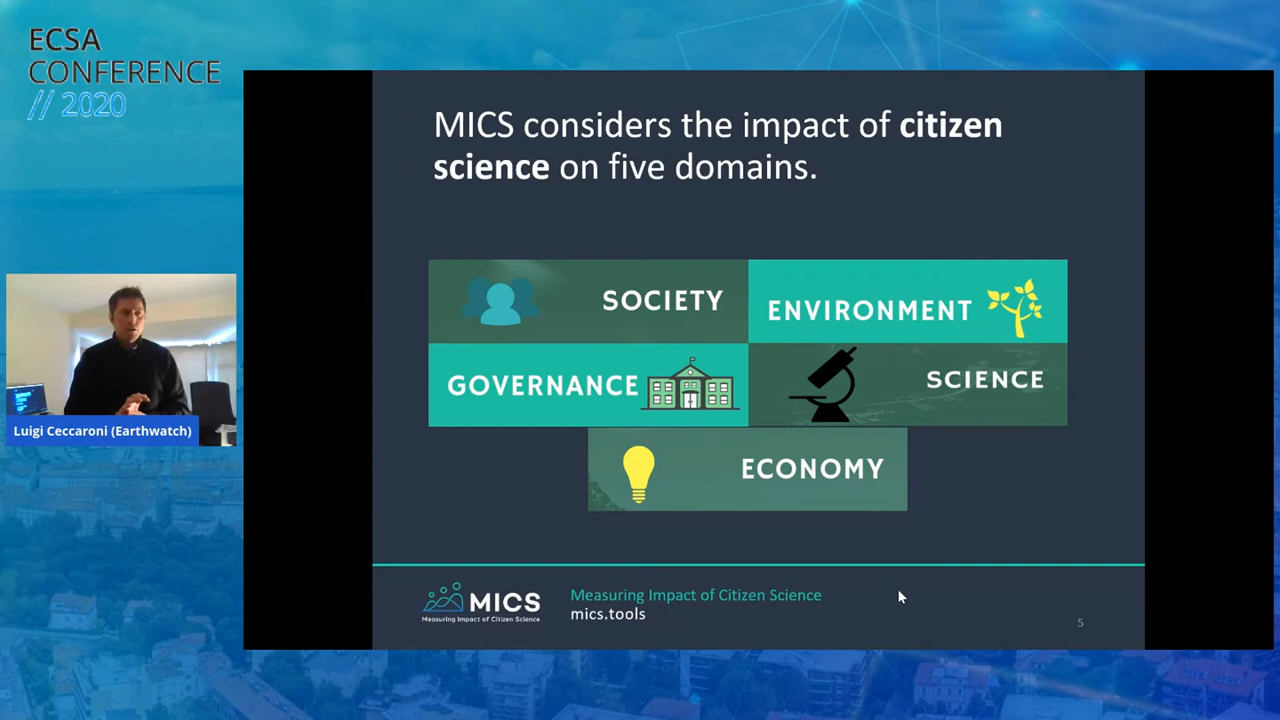 ECSA
CONFERENCE
// 2020
MICS considers the impact of citizen
science on five domains.
SOCIETY
ENVIRONMENT
GOVERNANCE
SCIENCE
ECONOMY
Luigi Ceccaroni (Earthwatch)
MICS
Measuring Impact of Citizen Science
Measuring Impact of Citizen Science
mics.tools
5